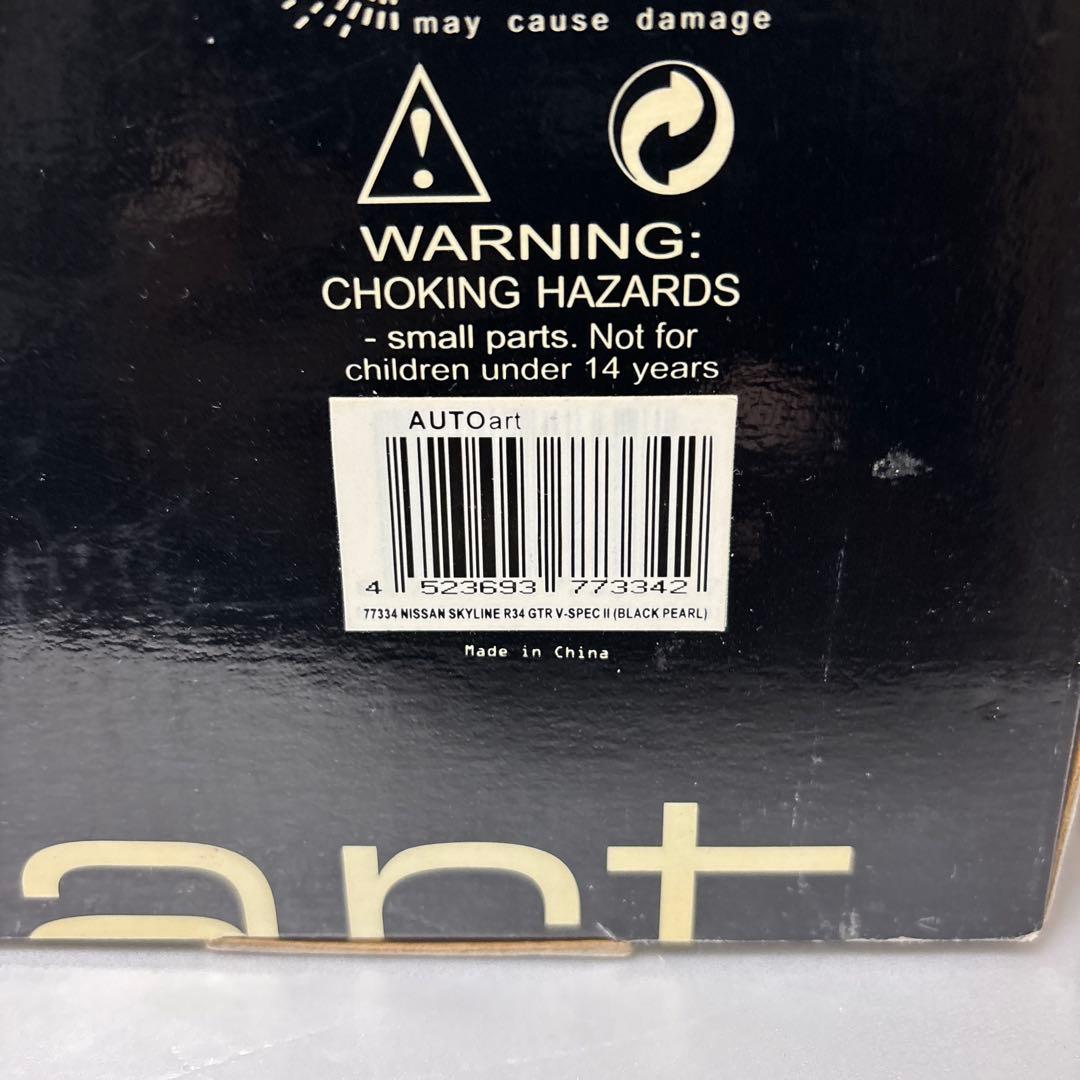 may cause damage
WARNING:
CHOKING HAZARDS
- small parts. Not for
children under 14 years
AUTOart
4 523693 773342
77334 NISSAN SKYLINE R34 GTR V-SPEC II (BLACK PEARL)
Made in China
art